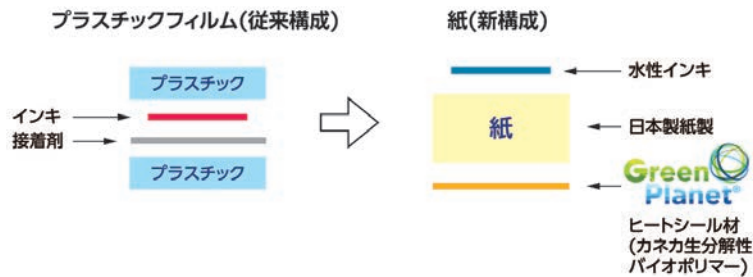 プラスチックフィルム(従来構成)
プラスチック
インキ
接着剤
プラスチック
紙(新構成)
水性インキ
紙
日本製紙製
Green
Planet®
ヒートシール材
(カネカ生分解性
バイオポリマー)